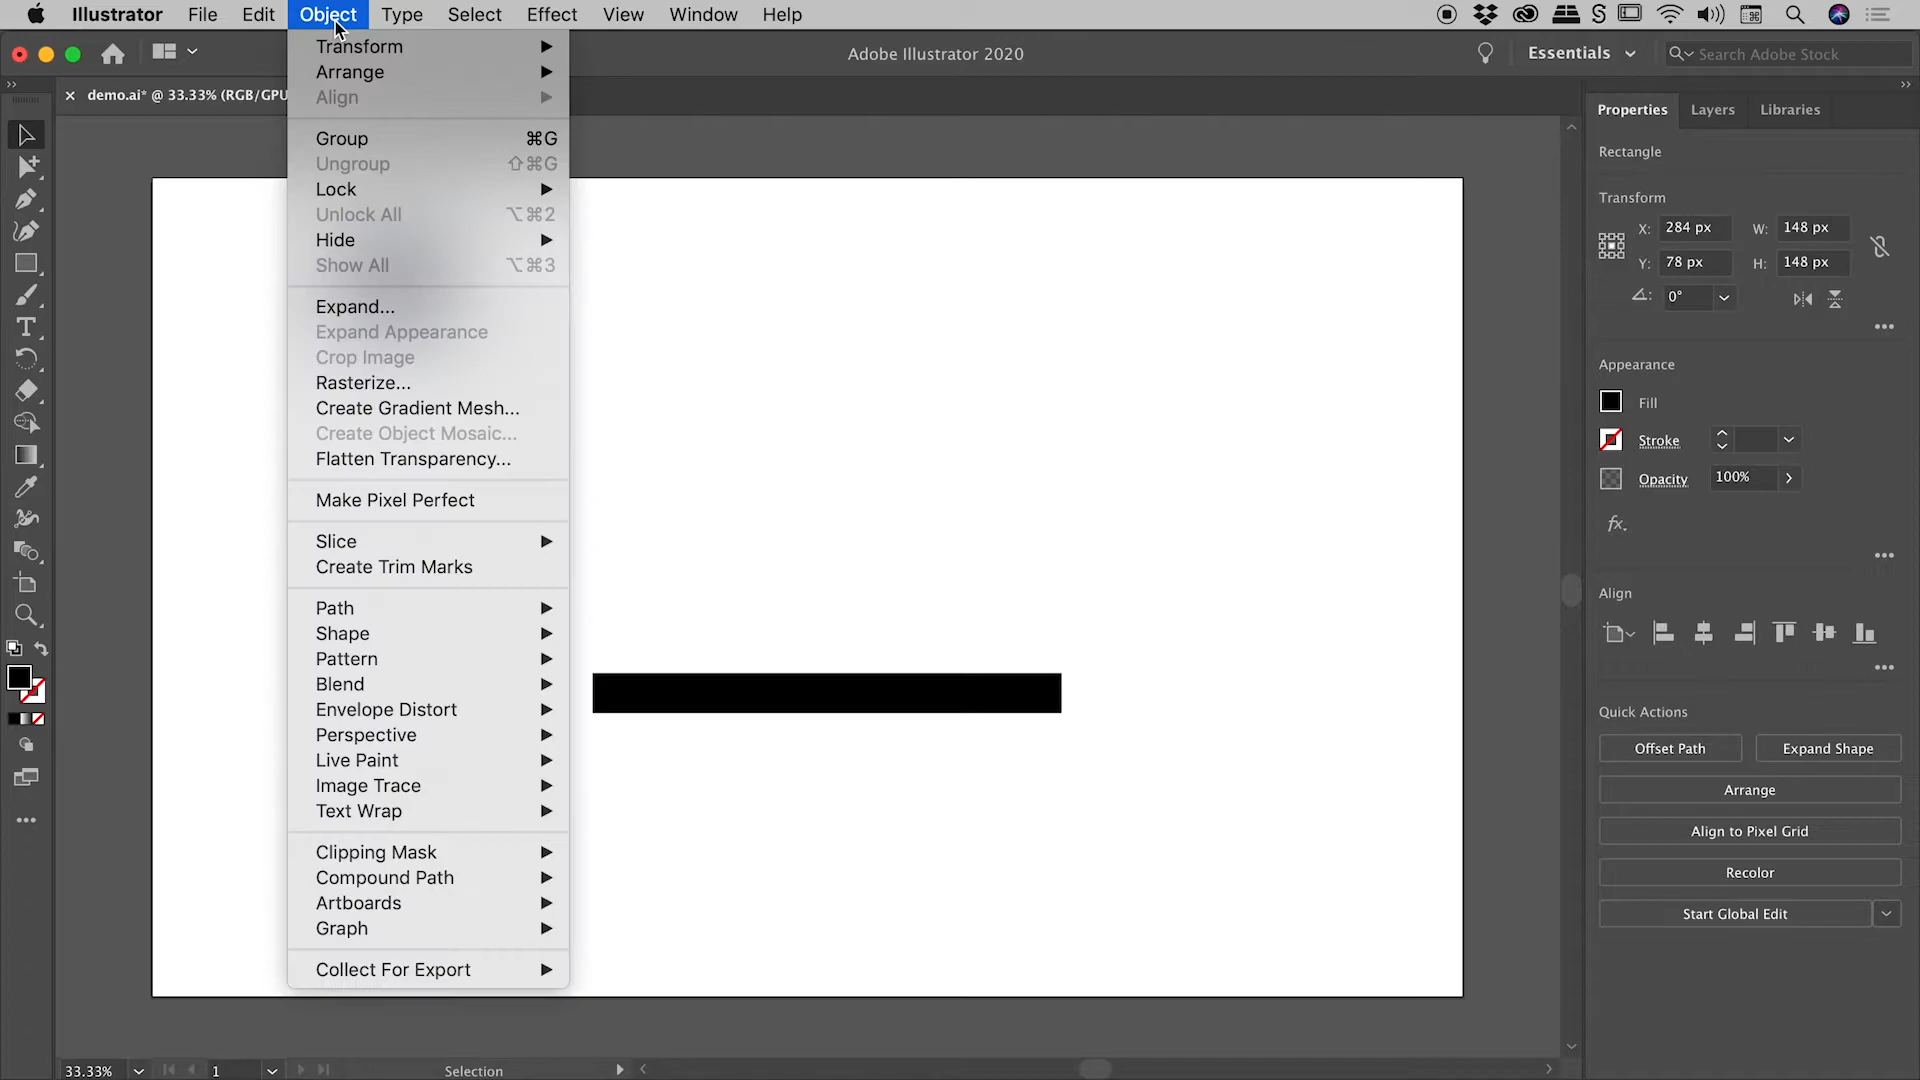 Illustrator File Edit Object Type Select Effect View Window Help
Adobe Illustrator 2020
Essentials
Search Adobe Stock
demo.ai* @ 33.33% (RGB/GPU
Transform
Arrange
Align
Group ⌘G
Ungroup ⇧⌘G
Lock
Unlock All ⌥⌘2
Hide
Show All ⌥⌘3
Expand...
Expand Appearance
Crop Image
Rasterize...
Create Gradient Mesh...
Create Object Mosaic...
Flatten Transparency...
Make Pixel Perfect
Slice
Create Trim Marks
Path
Shape
Pattern
Blend
Envelope Distort
Perspective
Live Paint
Image Trace
Text Wrap
Clipping Mask
Compound Path
Artboards
Graph
Collect For Export
Properties Layers Libraries
Rectangle
Transform
X: 284 px W: 148 px
Y: 78 px H: 148 px
0°
Appearance
Fill
Stroke
Opacity 100%
fx.
Align
Quick Actions
Offset Path Expand Shape
Arrange
Align to Pixel Grid
Recolor
Start Global Edit
33.33% 1 Selection